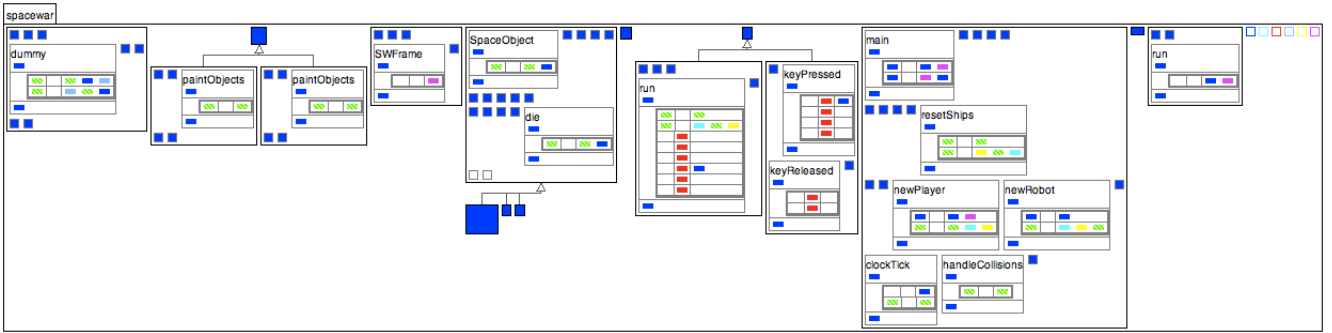 spacewar
dummy
paintObjects
paintObjects
SWFrame
SpaceObject
die
run
keyPressed
keyReleased
main
resetShips
newPlayer
newRobot
clockTick
handleCollisions
run